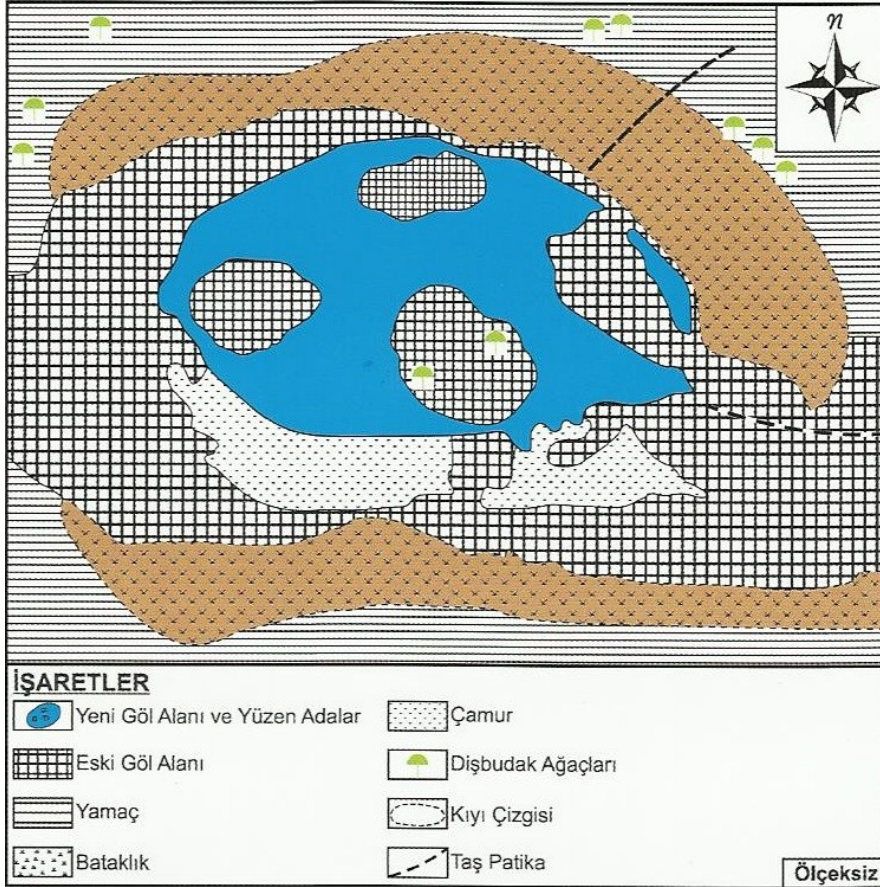 n
İŞARETLER
Yeni Göl Alanı ve Yüzen Adalar
Çamur
Eski Göl Alanı
Dişbudak Ağaçları
Yamaç
Kıyı Çizgisi
Bataklık
Taş Patika
Ölçeksiz